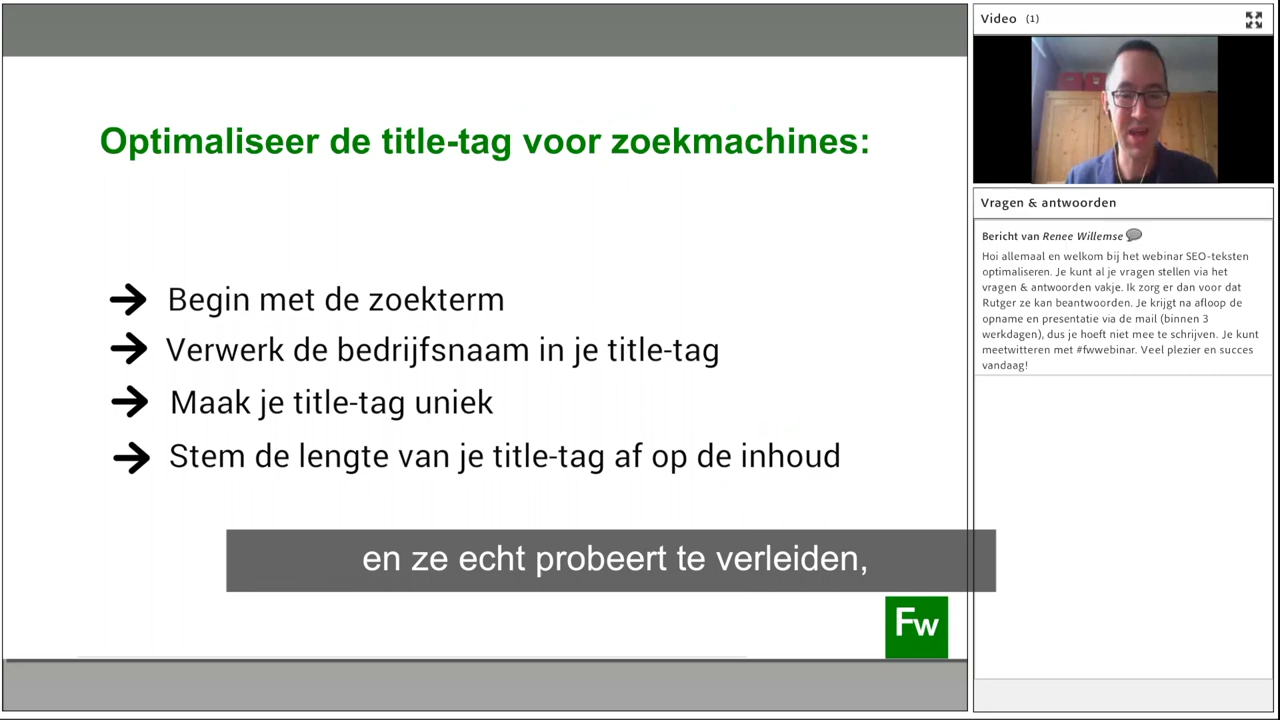 Optimaliseer de title-tag voor zoekmachines:
Begin met de zoekterm
Verwerk de bedrijfsnaam in je title-tag
Maak je title-tag uniek
Stem de lengte van je title-tag af op de inhoud
en ze echt probeert te verleiden,
Fw
Video (1)
Vragen & antwoorden
Bericht van Renee Willemse
Hoi allemaal en welkom bij het webinar SEO-teksten
optimaliseren. Je kunt al je vragen stellen via het
vragen & antwoorden vakje. Ik zorg er dan voor dat
Rutger ze kan beantwoorden. Je krijgt na afloop de
opname en presentatie via de mail (binnen 3
werkdagen), dus je hoeft niet mee te schrijven. Je kunt
meetwitteren met #fwwebinar. Veel plezier en succes
vandaag!